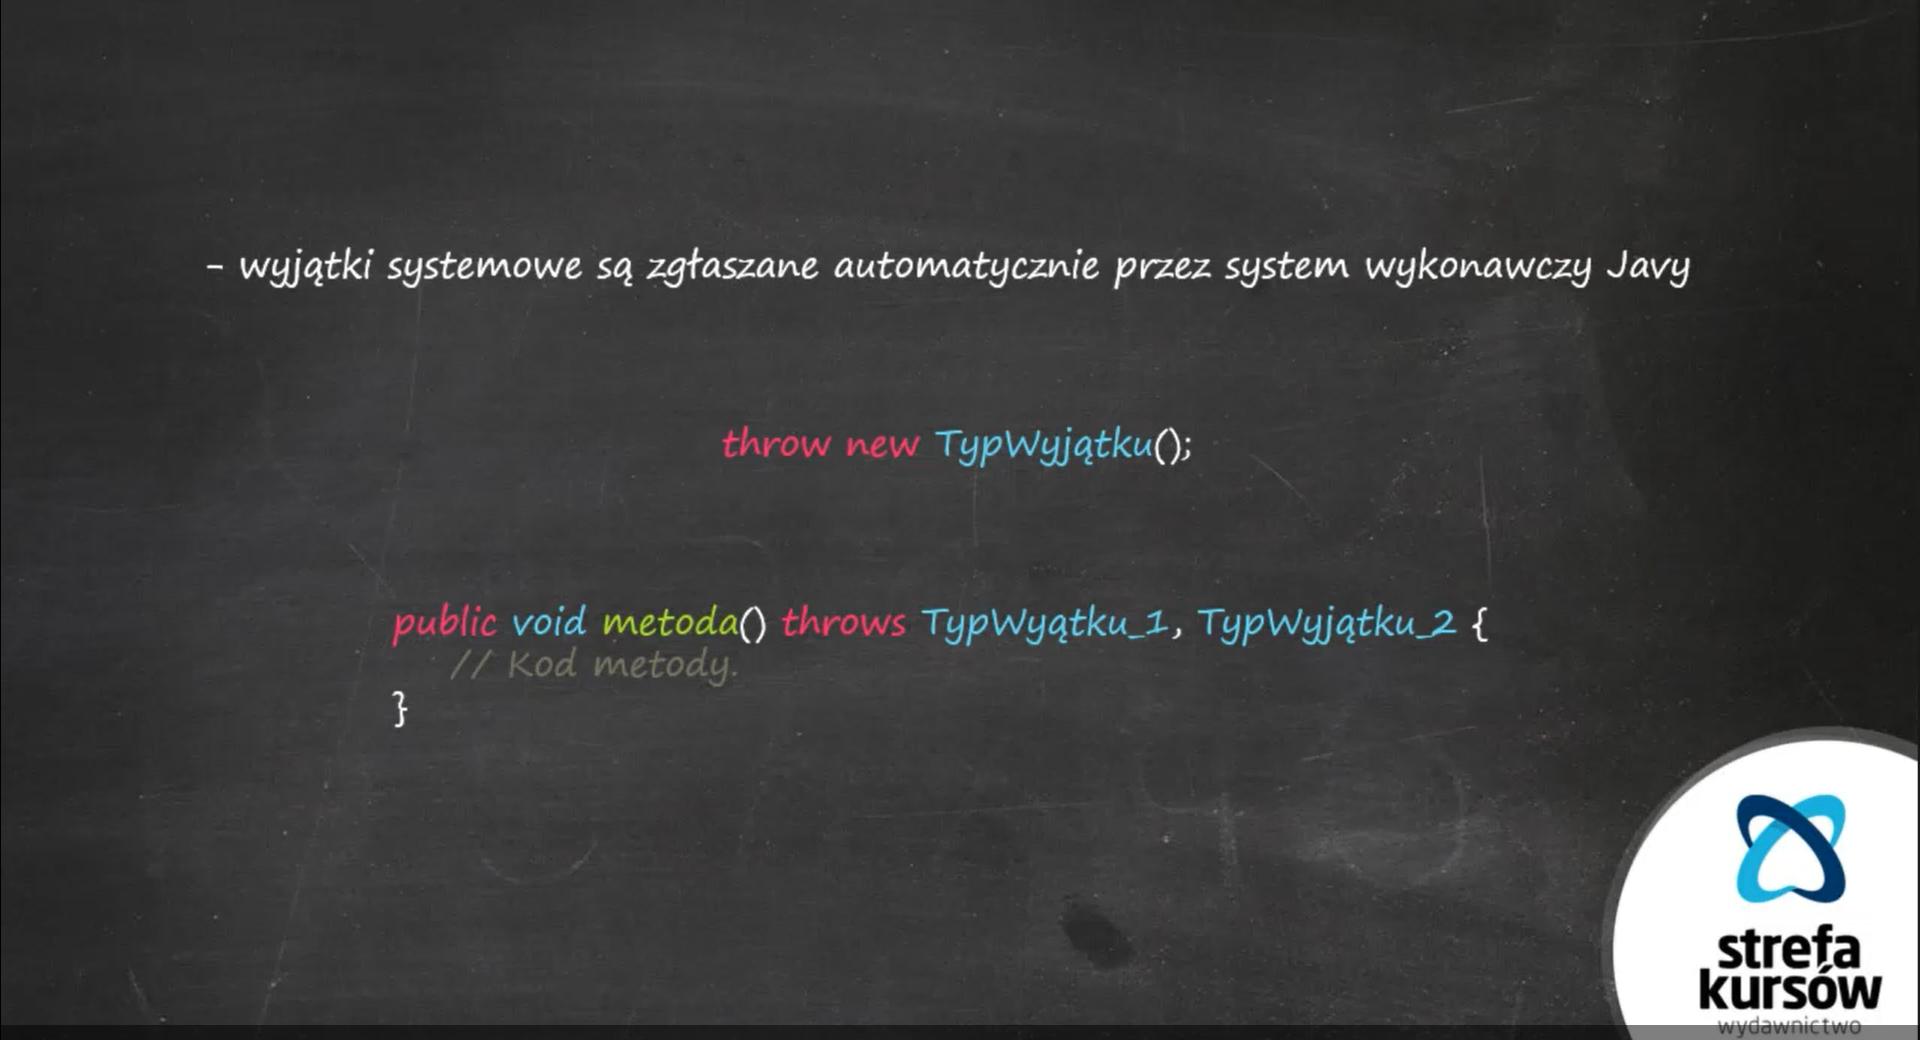 - wyjątki systemowe są zgłaszane automatycznie przez system wykonawczy Javy
throw new TypWyjątku();
public void metoda() throws TypWyątku_1, TypWyjątku_2 {
// Kod metody.
}
strefa
kursów
wydawnictwo